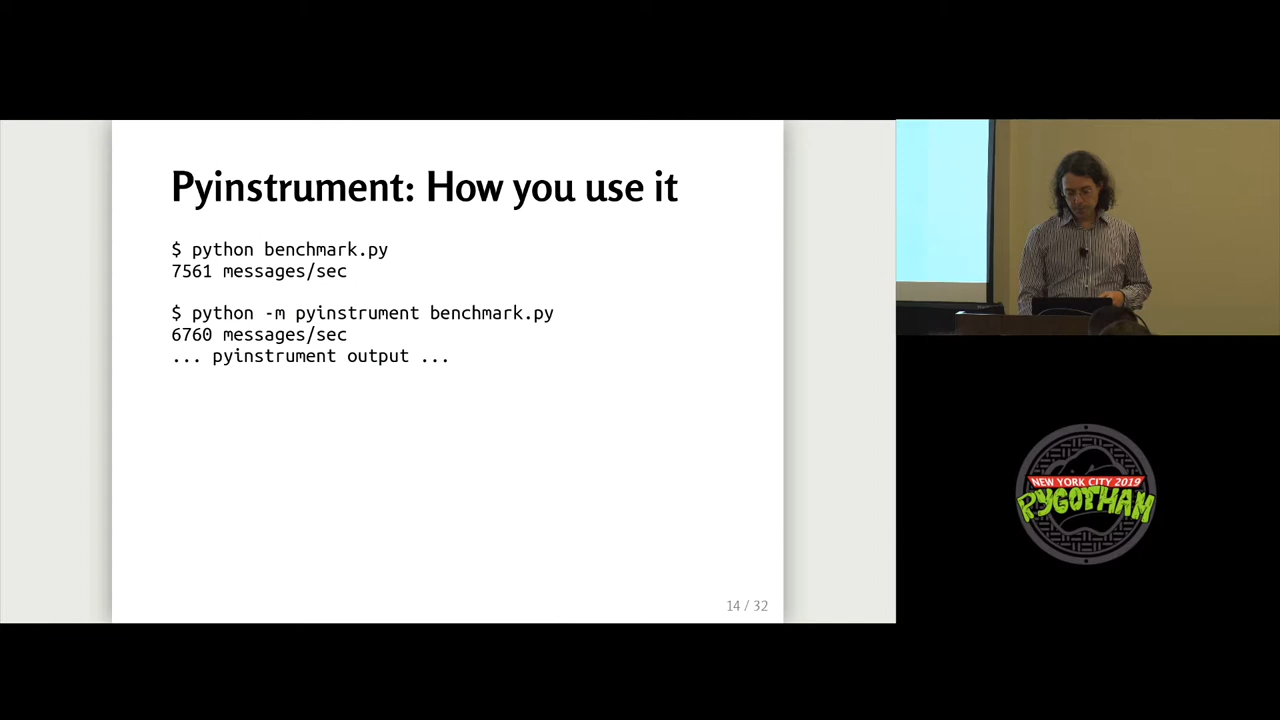 Pyinstrument: How you use it
$ python benchmark.py
7561 messages/sec
$ python -m pyinstrument benchmark.py
6760 messages/sec
... pyinstrument output ...
14 / 32
NEW YORK CITY 2019
PYGOTHAM